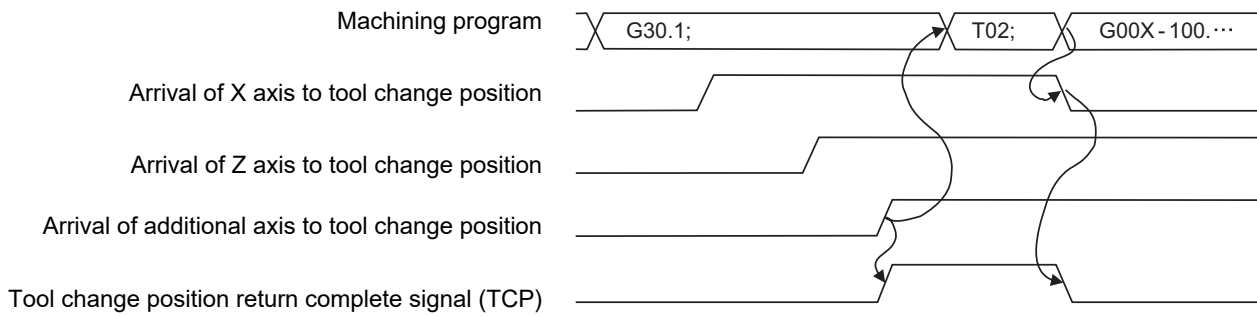 Machining program
G30.1;
T02;
G00X-100.···
Arrival of X axis to tool change position
Arrival of Z axis to tool change position
Arrival of additional axis to tool change position
Tool change position return complete signal (TCP)